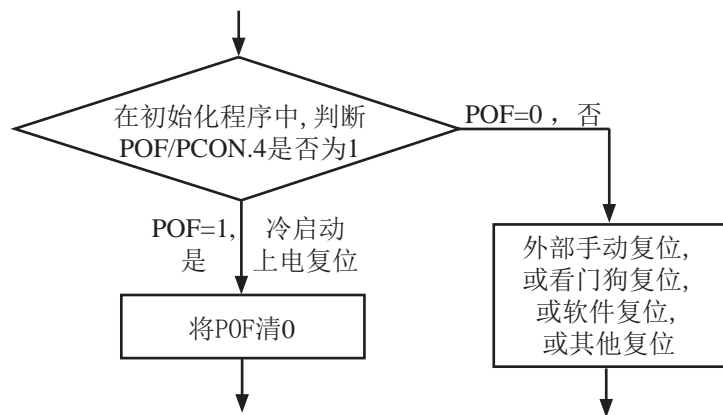 在初始化程序中,判断
POF/PCON.4是否为1
POF=0 ，否
POF=1, 冷启动
是 上电复位
将POF清0
外部手动复位,
或看门狗复位,
或软件复位,
或其他复位